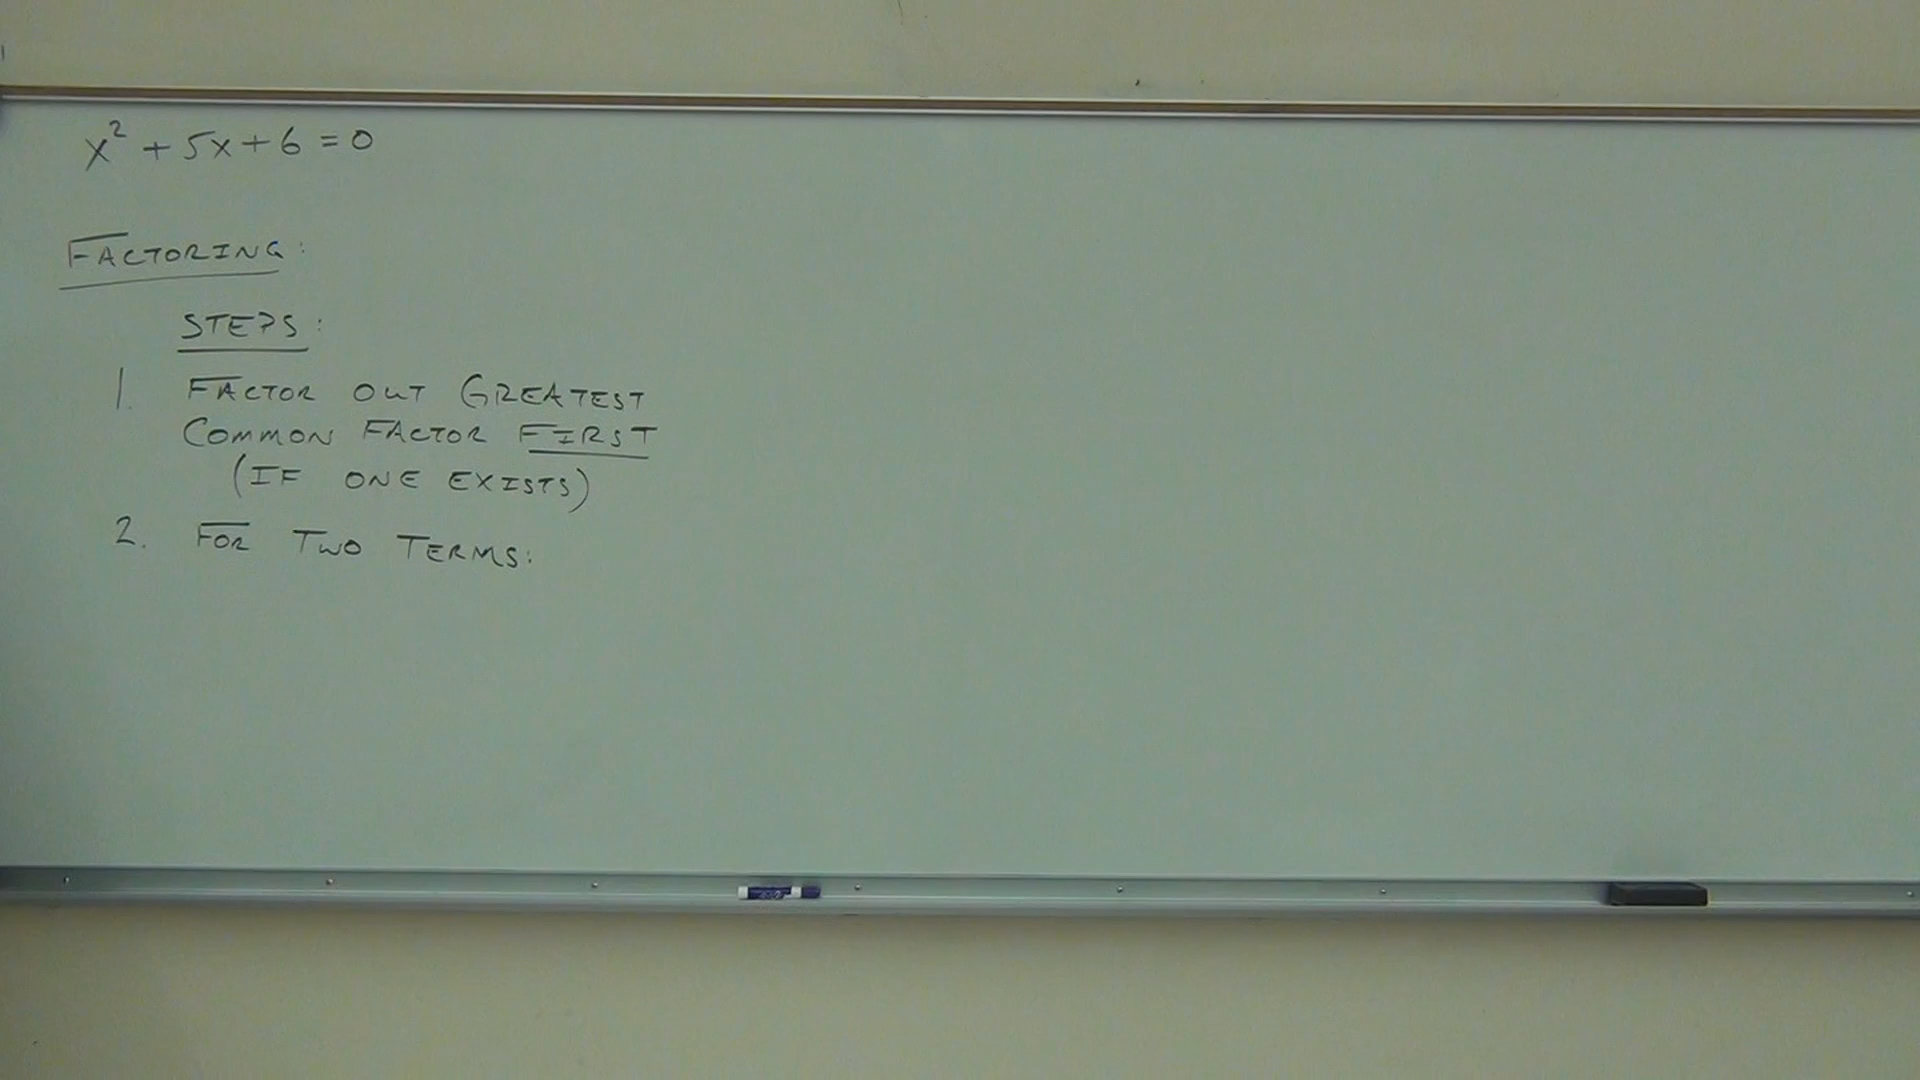 x² + 5x + 6 = 0
FACTORING:
STEPS:
1. FACTOR OUT GREATEST
COMMON FACTOR FIRST
(IF ONE EXISTS)
2. FOR TWO TERMS: